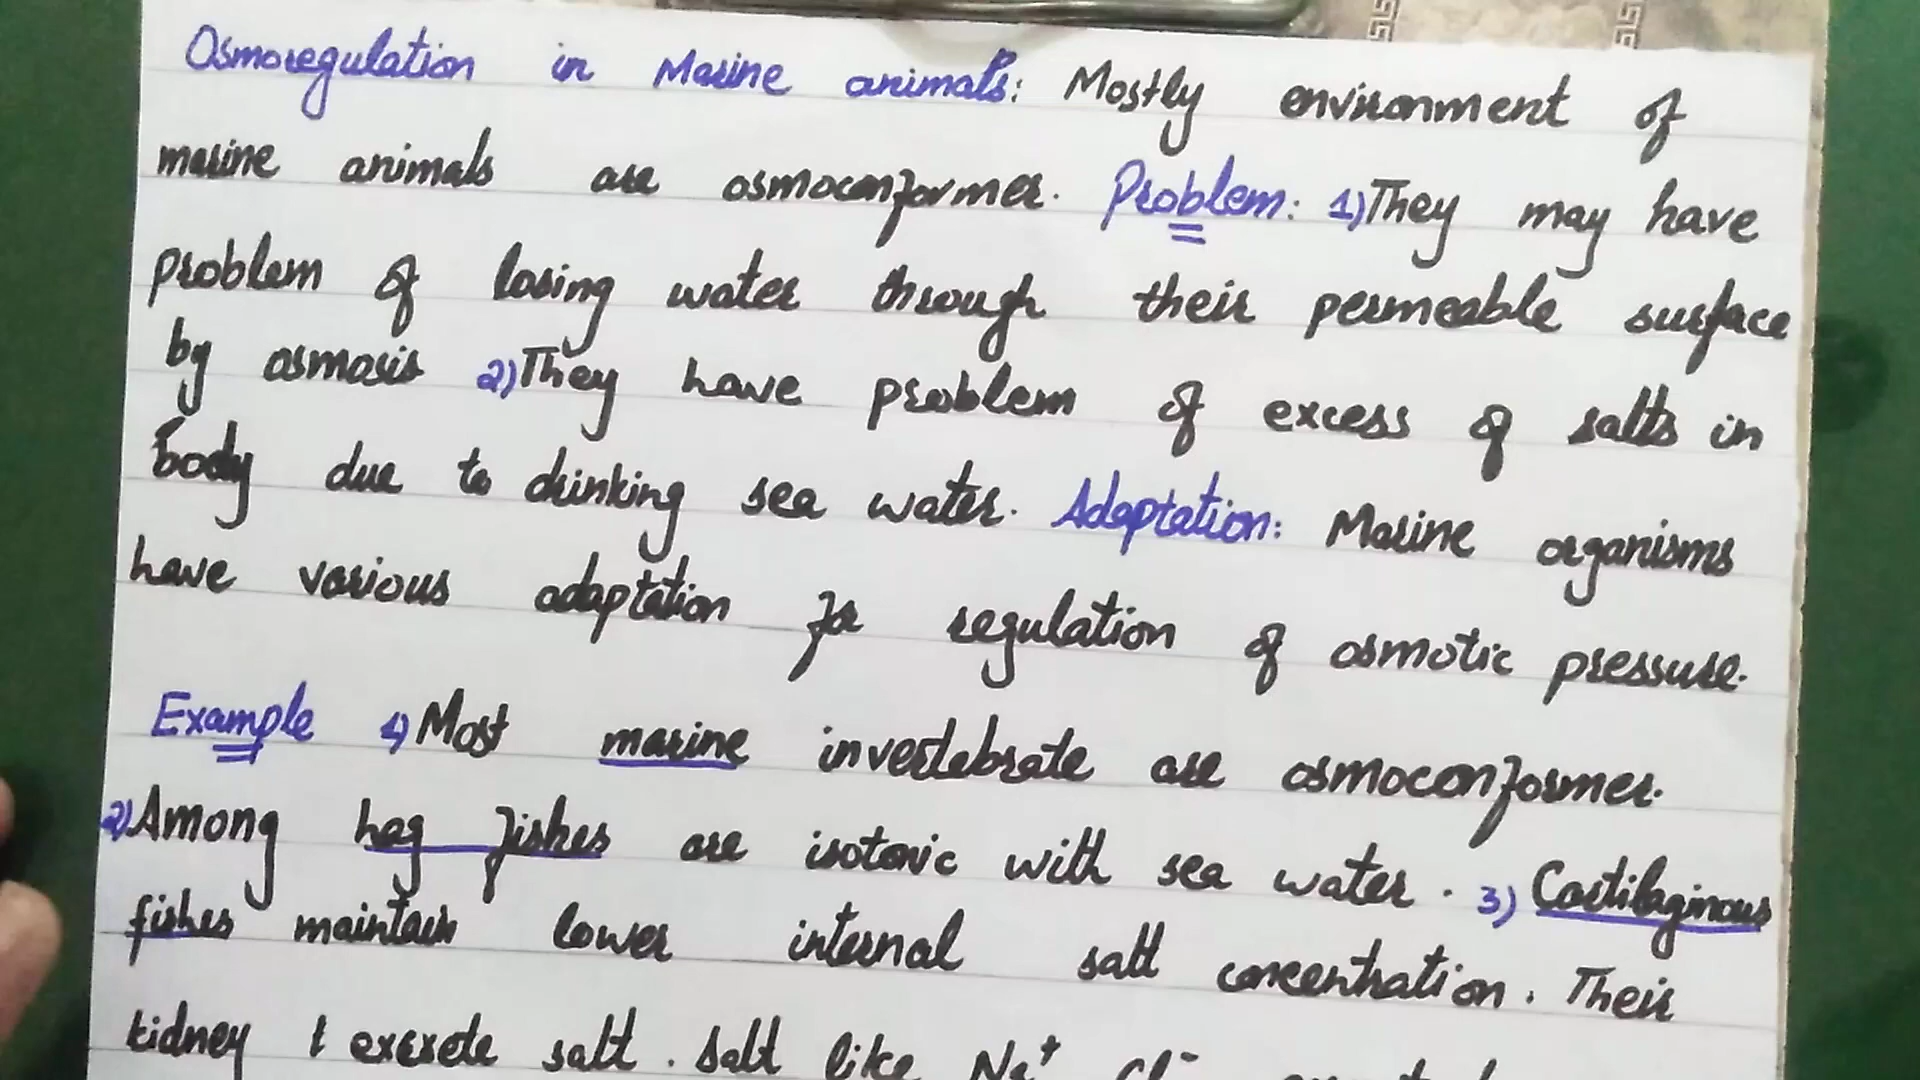 Osmoregulation in Marine animals: Mostly environment of
marine animals are osmoconformer. Problem: 1) They may have
problem of losing water through their permeable surface
by osmosis 2) They have problem of excess of salts in
body due to drinking sea water. Adaptation: Marine organisms
have various adaptation for regulation of osmotic pressure.
Example 1) Most marine invertebrate are osmoconformer.
2) Among hag fishes are isotonic with sea water. 3) Cartilaginous
fishes maintain lower internal salt concentration. Their
kidney excrete salt. Salt like Na⁺ Cl⁻